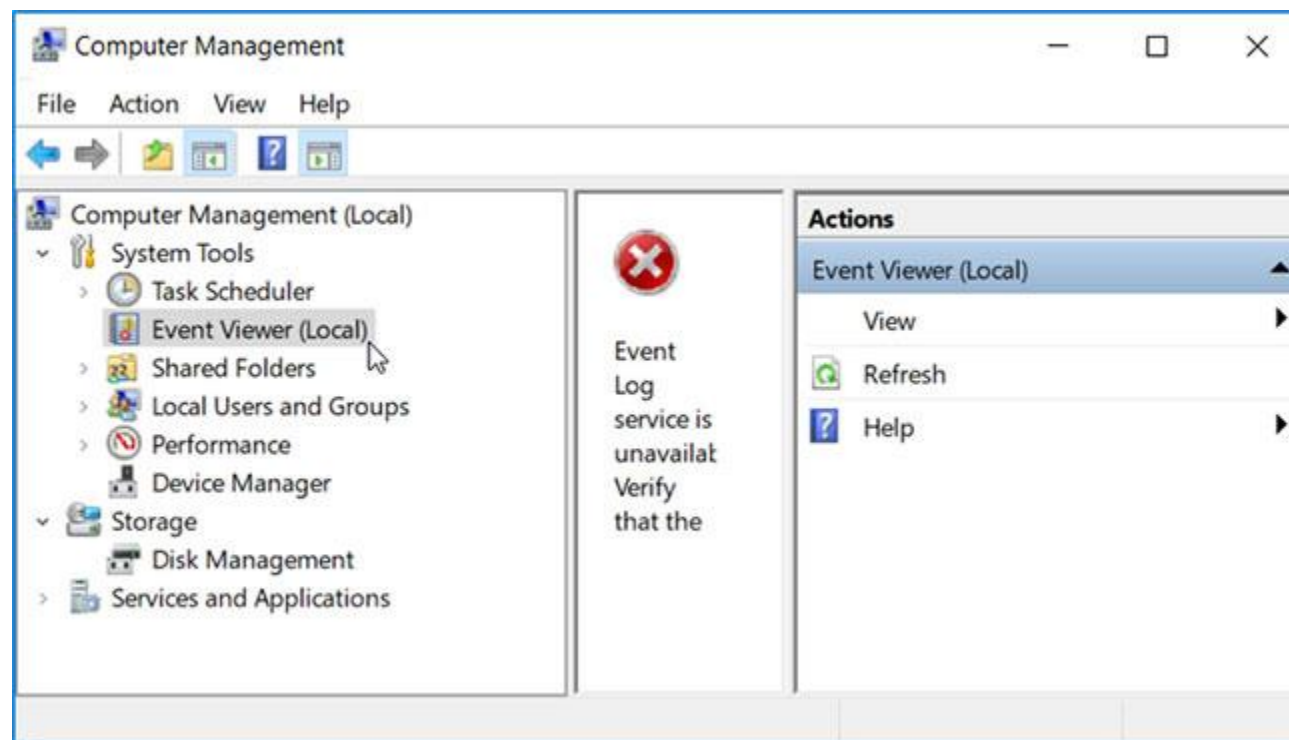 Computer Management
File Action View Help
Computer Management (Local)
System Tools
Task Scheduler
Event Viewer (Local)
Shared Folders
Local Users and Groups
Performance
Device Manager
Storage
Disk Management
Services and Applications
Event
Log
service is
unavailat
Verify
that the
Actions
Event Viewer (Local)
View
Refresh
Help